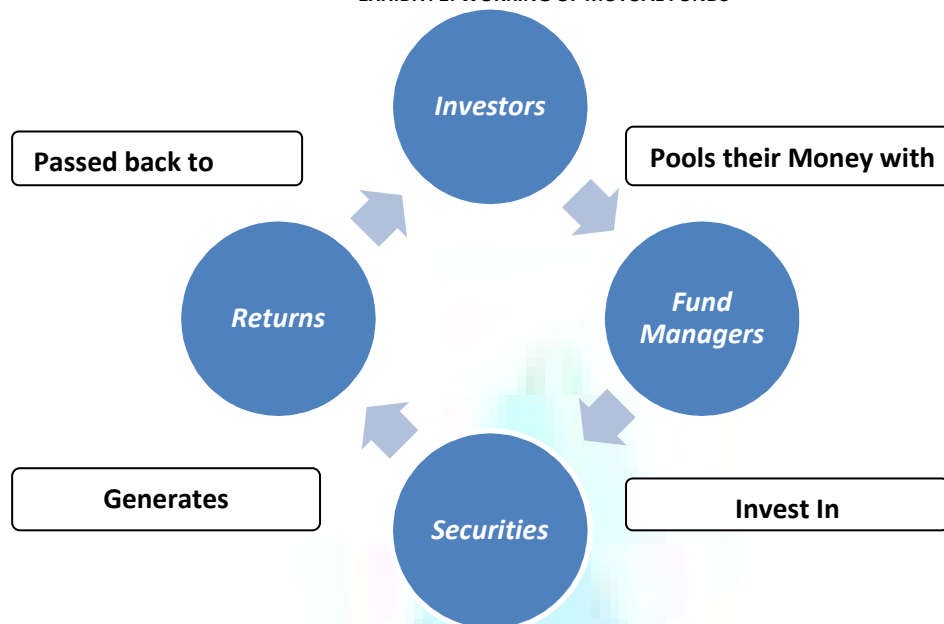 Investors
Passed back to
Pools their Money with
Returns
Fund
Managers
Generates
Invest In
Securities